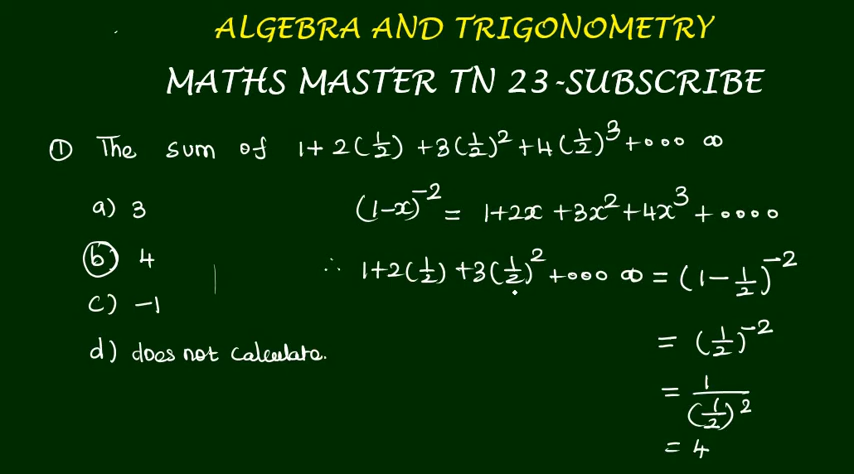 ALGEBRA AND TRIGONOMETRY
MATHS MASTER TN 23-SUBSCRIBE
① The sum of 1+2(1/2)+3(1/2)²+4(1/2)³+∘∘∘ ∞
a) 3
(1-x)⁻² = 1+2x+3x²+4x³+∘∘∘∘
b) 4
∴ 1+2(1/2)+3(1/2)²+∘∘∘ ∞ = (1-1/2)⁻²
c) -1
= (1/2)⁻²
d) does not calculate.
= 1/(1/2)²
= 4